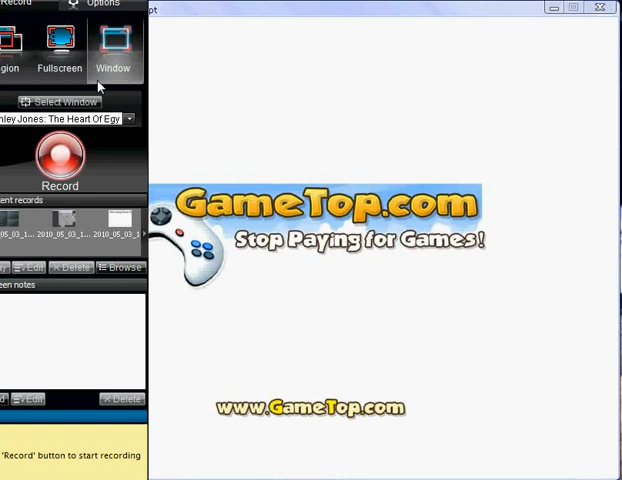 Record Options
gion Fullscreen Window
Select Window
nley Jones: The Heart Of Egy
Record
ent records
2010_05_03_1... 2010_05_03_1
Edit Delete Browse
een notes
Edit Delete
'Record' button to start recording
pt
GameTop.com
Stop Paying for Games!
www.GameTop.com